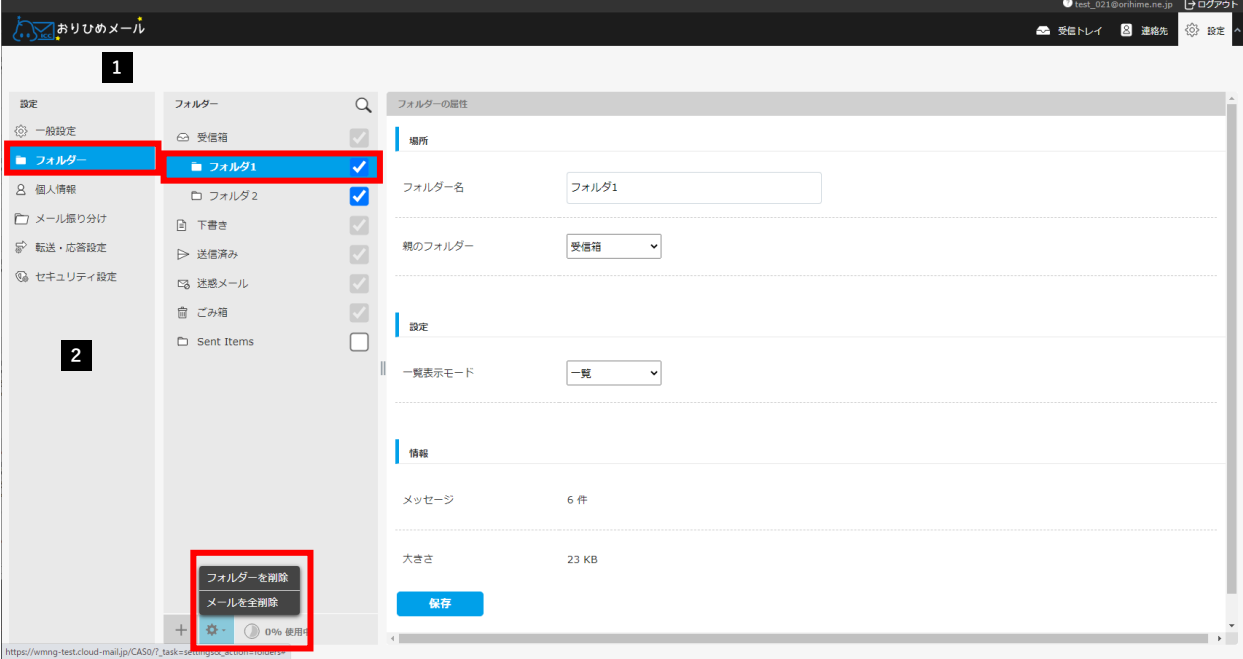 test_021@orihime.ne.jp ログアウト
おりひめメール
受信トレイ 連絡先 設定
1
設定
一般設定
フォルダー
個人情報
メール振り分け
転送・応答設定
セキュリティ設定
2
フォルダー
受信箱
フォルダ1
フォルダ2
下書き
送信済み
迷惑メール
ごみ箱
Sent Items
フォルダーを削除
メールを全削除
0% 使用中
フォルダーの属性
場所
フォルダー名 フォルダ1
親のフォルダー 受信箱
設定
一覧表示モード 一覧
情報
メッセージ 6 件
大きさ 23 KB
保存
https://wmng-test.cloud-mail.jp/CAS0/?_task=settings&_action=folders#